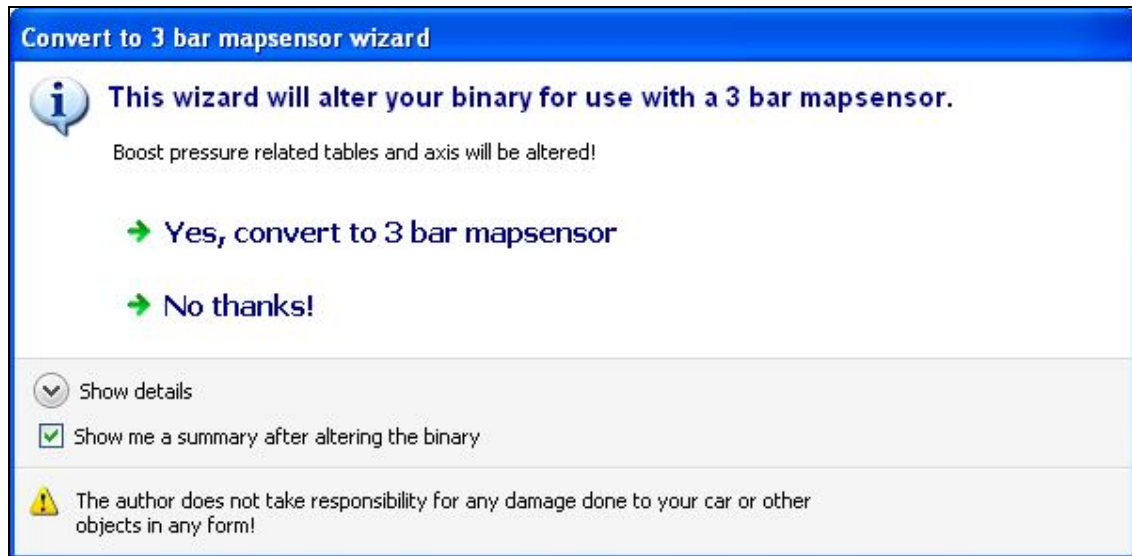 Convert to 3 bar mapsensor wizard
This wizard will alter your binary for use with a 3 bar mapsensor.
Boost pressure related tables and axis will be altered!
Yes, convert to 3 bar mapsensor
No thanks!
Show details
Show me a summary after altering the binary
The author does not take responsibility for any damage done to your car or other
objects in any form!